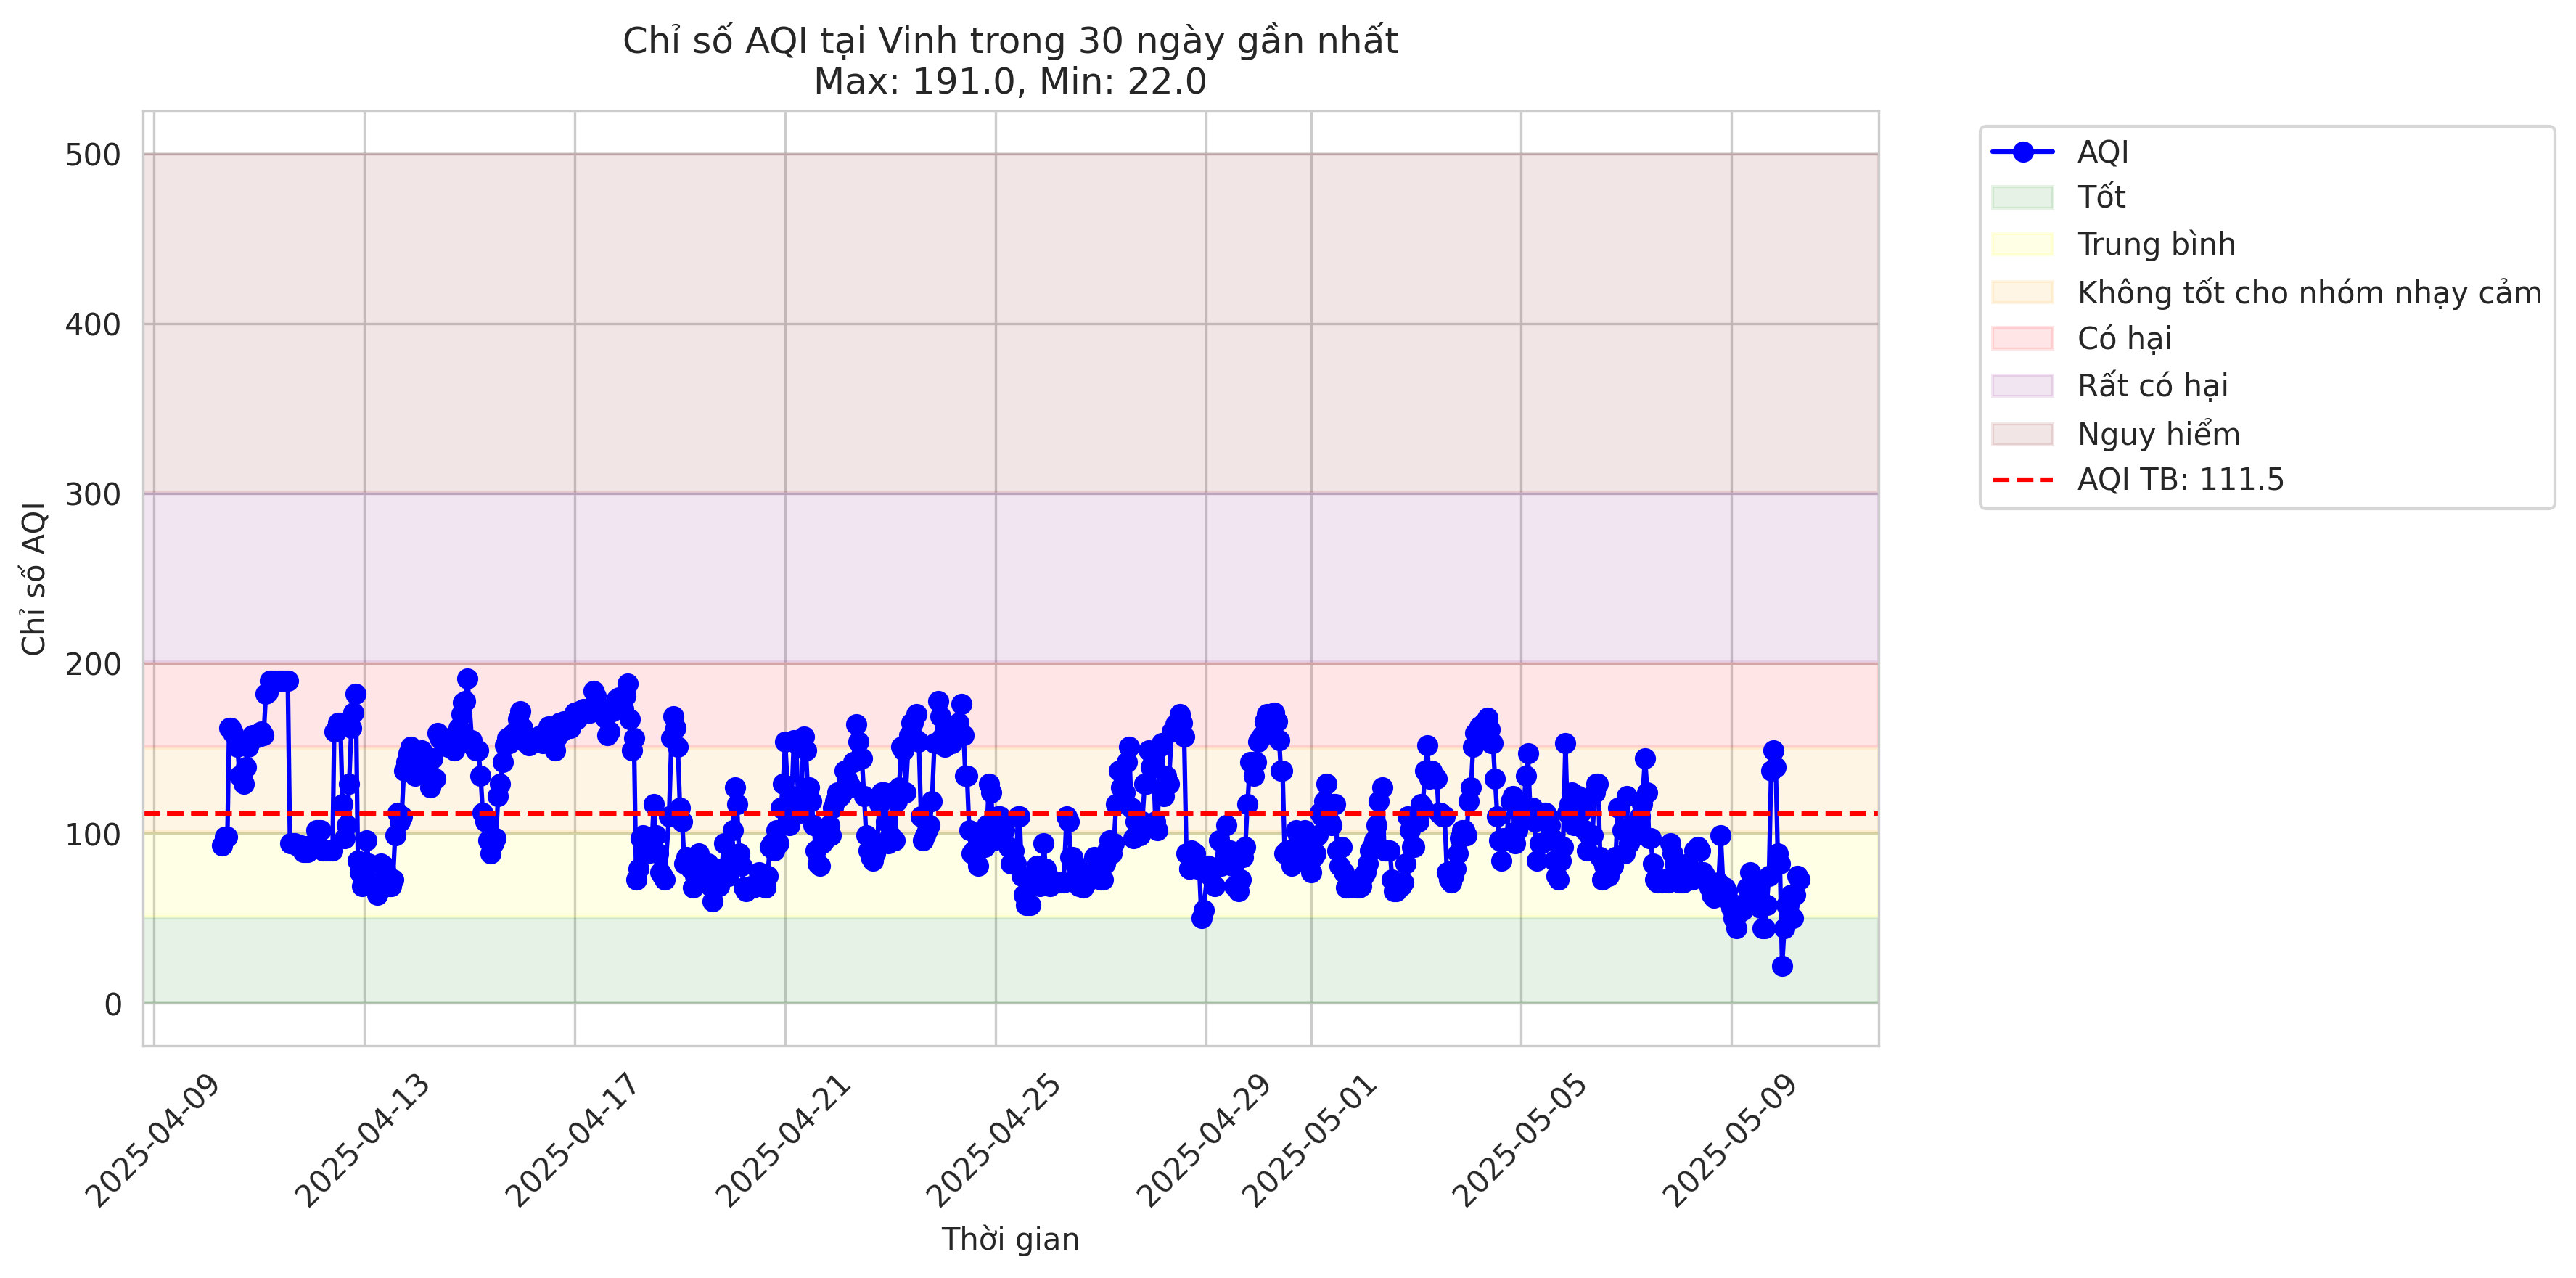 Chỉ số AQI tại Vinh trong 30 ngày gần nhất
Max: 191.0, Min: 22.0
Chỉ số AQI
500
400
300
200
100
0
2025-04-09
2025-04-13
2025-04-17
2025-04-21
2025-04-25
2025-04-29
2025-05-01
2025-05-05
2025-05-09
Thời gian
AQI
Tốt
Trung bình
Không tốt cho nhóm nhạy cảm
Có hại
Rất có hại
Nguy hiểm
AQI TB: 111.5